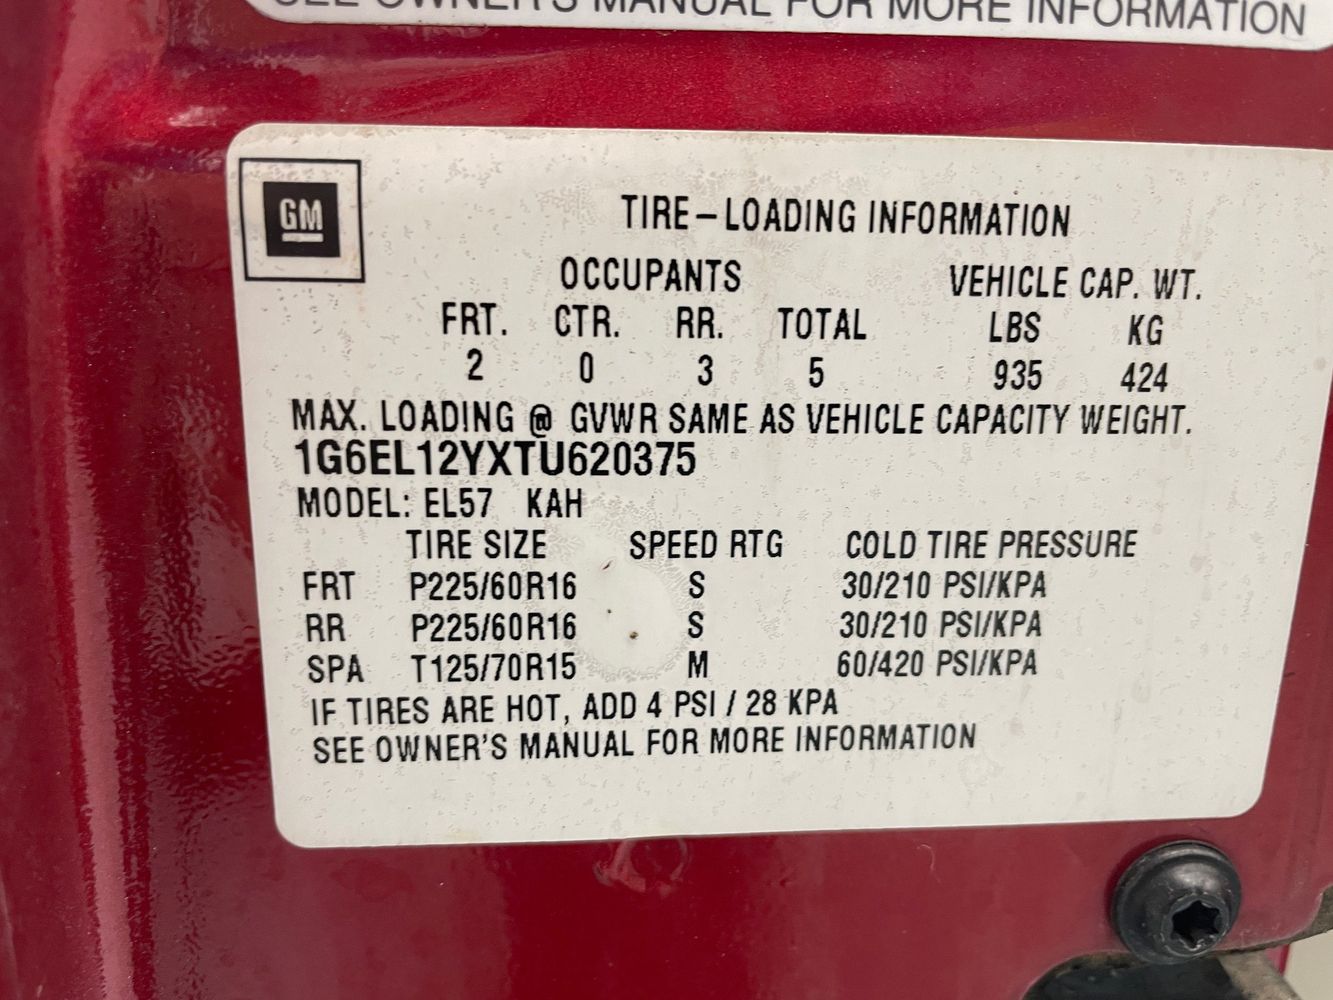 SEE OWNER'S MANUAL FOR MORE INFORMATION
GM
TIRE-LOADING INFORMATION
OCCUPANTS VEHICLE CAP. WT.
FRT. CTR. RR. TOTAL LBS KG
2 0 3 5 935 424
MAX. LOADING @ GVWR SAME AS VEHICLE CAPACITY WEIGHT.
1G6EL12YXTU620375
MODEL: EL57 KAH
TIRE SIZE SPEED RTG COLD TIRE PRESSURE
FRT P225/60R16 S 30/210 PSI/KPA
RR P225/60R16 S 30/210 PSI/KPA
SPA T125/70R15 M 60/420 PSI/KPA
IF TIRES ARE HOT, ADD 4 PSI / 28 KPA
SEE OWNER'S MANUAL FOR MORE INFORMATION